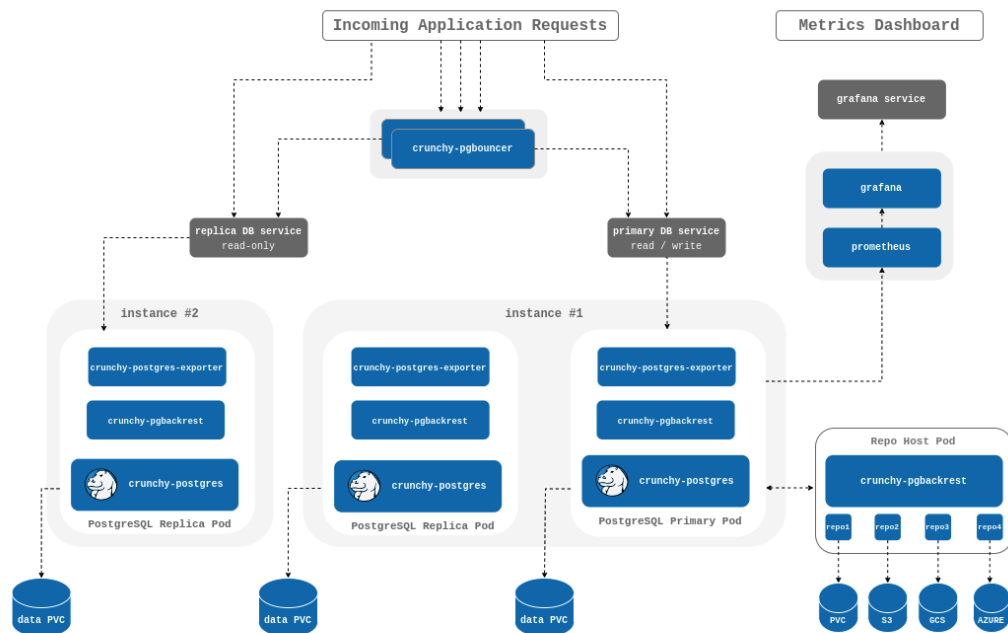 Incoming Application Requests
Metrics Dashboard
grafana service
crunchy-pgbouncer
grafana
replica DB service
read-only
primary DB service
read / write
prometheus
instance #2
instance #1
crunchy-postgres-exporter
crunchy-postgres-exporter
crunchy-postgres-exporter
crunchy-pgbackrest
crunchy-pgbackrest
crunchy-pgbackrest
crunchy-postgres
crunchy-postgres
crunchy-postgres
PostgreSQL Replica Pod
PostgreSQL Replica Pod
PostgreSQL Primary Pod
Repo Host Pod
crunchy-pgbackrest
repo1
repo2
repo3
repo4
data PVC
data PVC
data PVC
PVC
S3
GCS
AZURE